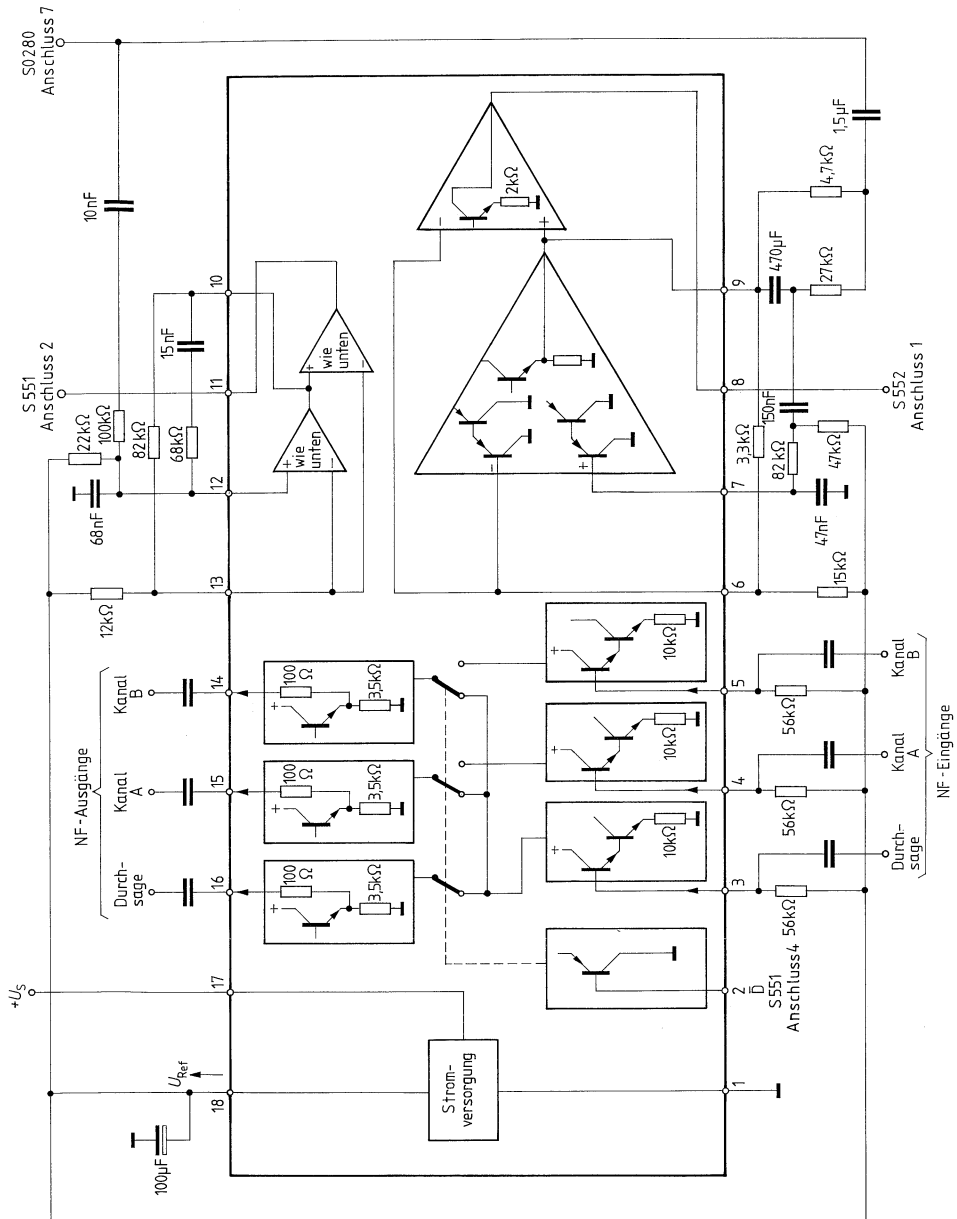 S0280
Anschluss 7
10nF
S 551
Anschluss 2
22kΩ
100kΩ
82kΩ
68kΩ
15nF
68nF
12kΩ
10
11
12
13
14
15
16
17
18
NF-Ausgänge
Kanal
B
Kanal
A
Durch-
sage
+U_S
U_Ref
100µF
wie
unten
+
−
wie
unten
+
−
−
+
2kΩ
−
+
+
100
Ω
3,5kΩ
+
100
Ω
3,5kΩ
+
100
Ω
3,5kΩ
+
10kΩ
+
10kΩ
+
10kΩ
Strom-
versorgung
1
2
3
4
5
6
7
8
9
D̅
S 551
Anschluss4
56kΩ
56kΩ
56kΩ
Durch-
sage
Kanal
A
Kanal
B
NF-Eingänge
15kΩ
47nF
47kΩ
82kΩ
3,3kΩ
150nF
S 552
Anschluss 1
470µF
27kΩ
4,7kΩ
1,5µF